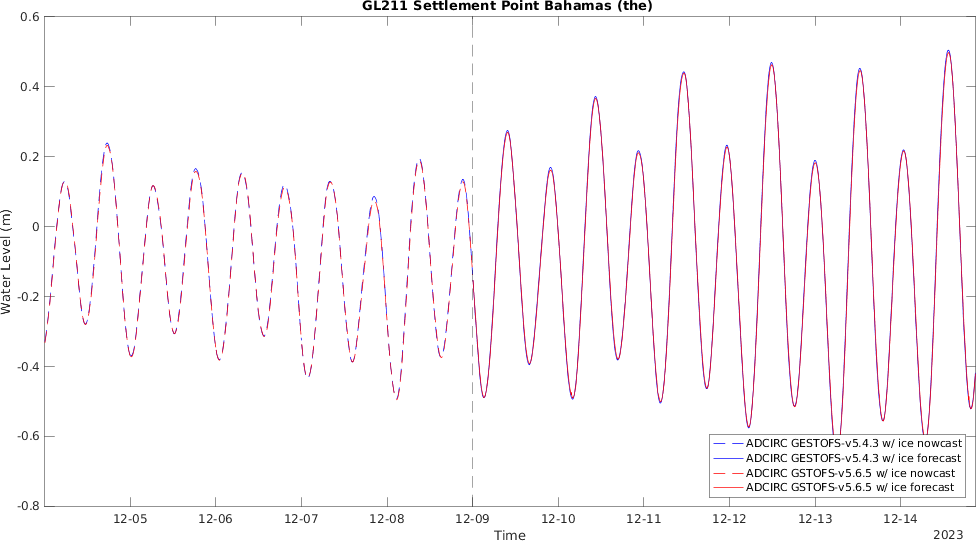 GL211 Settlement Point Bahamas (the)
0.6
0.4
0.2
0
-0.2
-0.4
-0.6
-0.8
Water Level (m)
ADCIRC GESTOFS-v5.4.3 w/ ice nowcast
ADCIRC GESTOFS-v5.4.3 w/ ice forecast
ADCIRC GSTOFS-v5.6.5 w/ ice nowcast
ADCIRC GSTOFS-v5.6.5 w/ ice forecast
12-05 12-06 12-07 12-08 12-09 12-10 12-11 12-12 12-13 12-14
Time
2023